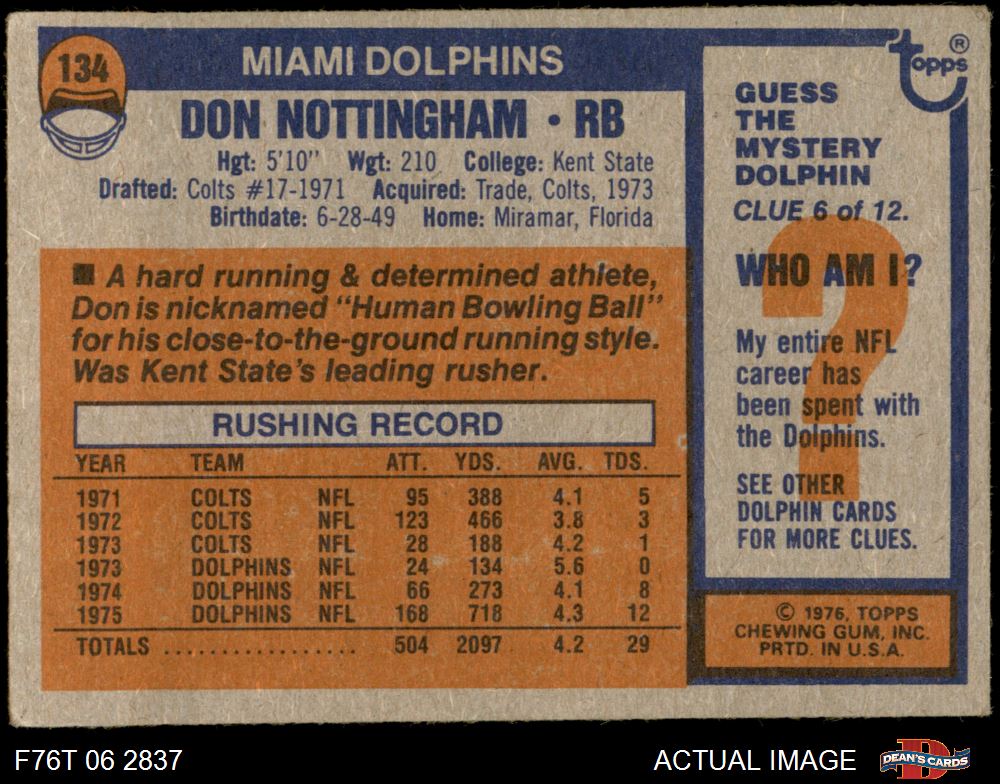 134
MIAMI DOLPHINS
DON NOTTINGHAM • RB
Hgt: 5'10" Wgt: 210 College: Kent State
Drafted: Colts #17-1971 Acquired: Trade, Colts, 1973
Birthdate: 6-28-49 Home: Miramar, Florida
■ A hard running & determined athlete,
Don is nicknamed "Human Bowling Ball"
for his close-to-the-ground running style.
Was Kent State's leading rusher.
RUSHING RECORD
YEAR TEAM ATT. YDS. AVG. TDS.
1971 COLTS NFL 95 388 4.1 5
1972 COLTS NFL 123 466 3.8 3
1973 COLTS NFL 28 188 4.2 1
1973 DOLPHINS NFL 24 134 5.6 0
1974 DOLPHINS NFL 66 273 4.1 8
1975 DOLPHINS NFL 168 718 4.3 12
TOTALS ................. 504 2097 4.2 29
topps ®
GUESS
THE
MYSTERY
DOLPHIN
CLUE 6 of 12.
WHO AM I?
?
My entire NFL
career has
been spent with
the Dolphins.
SEE OTHER
DOLPHIN CARDS
FOR MORE CLUES.
© 1976, TOPPS
CHEWING GUM, INC.
PRTD. IN U.S.A.
F76T 06 2837
ACTUAL IMAGE
D
DEAN'S CARDS